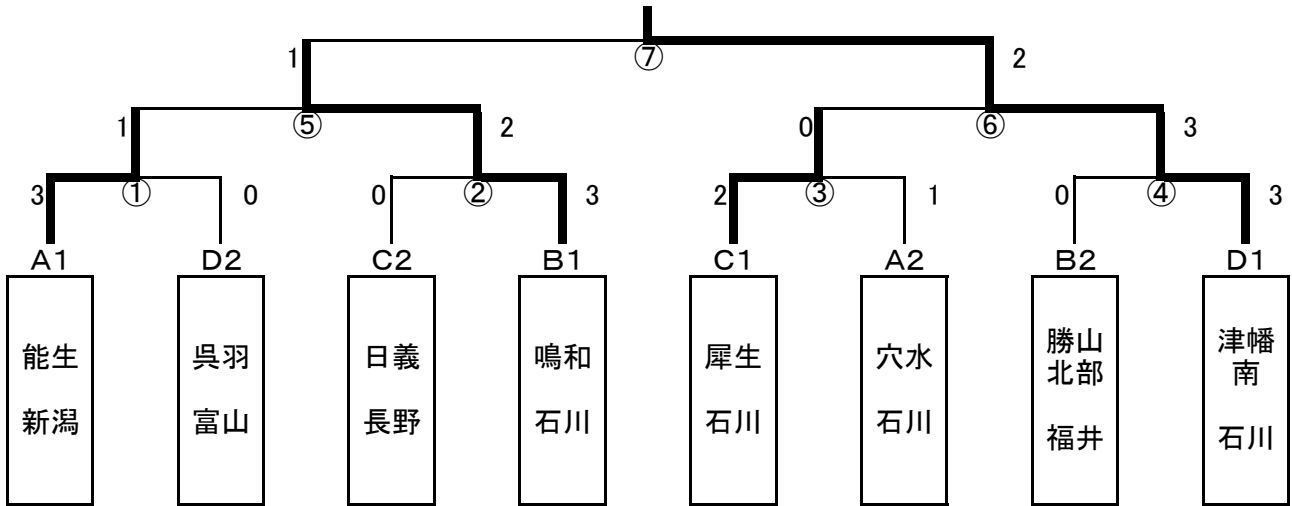 ⑦
1
2
⑤
⑥
1
2
0
3
①
②
③
④
3
0
0
3
2
1
0
3
A1
D2
C2
B1
C1
A2
B2
D1
能生
新潟
呉羽
富山
日義
長野
鳴和
石川
犀生
石川
穴水
石川
勝山
北部
福井
津幡
南
石川